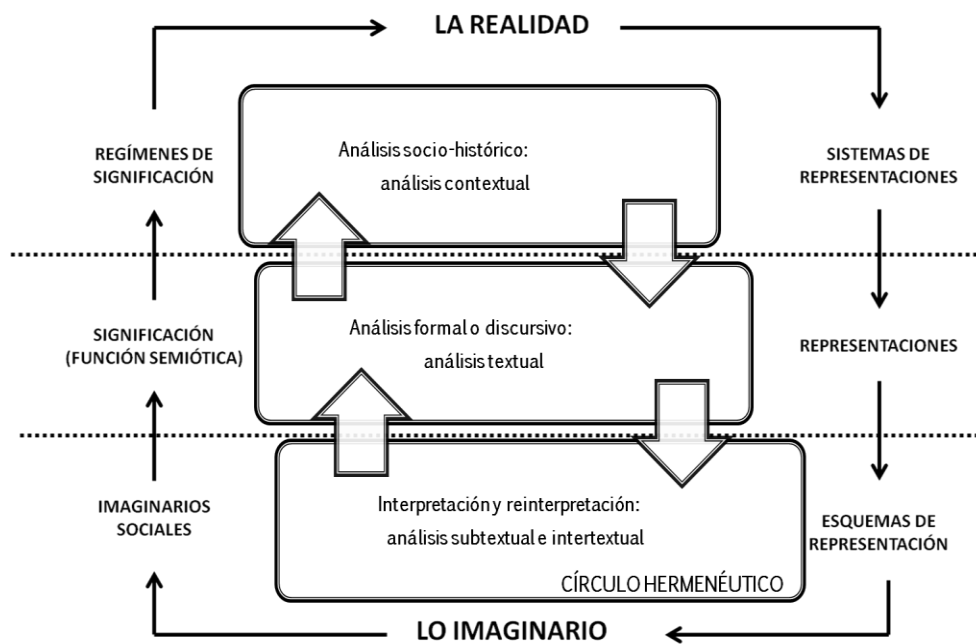 LA REALIDAD
REGÍMENES DE
SIGNIFICACIÓN
Análisis socio-histórico:
análisis contextual
SISTEMAS DE
REPRESENTACIONES
SIGNIFICACIÓN
(FUNCIÓN SEMIÓTICA)
Análisis formal o discursivo:
análisis textual
REPRESENTACIONES
IMAGINARIOS
SOCIALES
Interpretación y reinterpretación:
análisis subtextual e intertextual
CÍRCULO HERMENÉUTICO
ESQUEMAS DE
REPRESENTACIÓN
LO IMAGINARIO